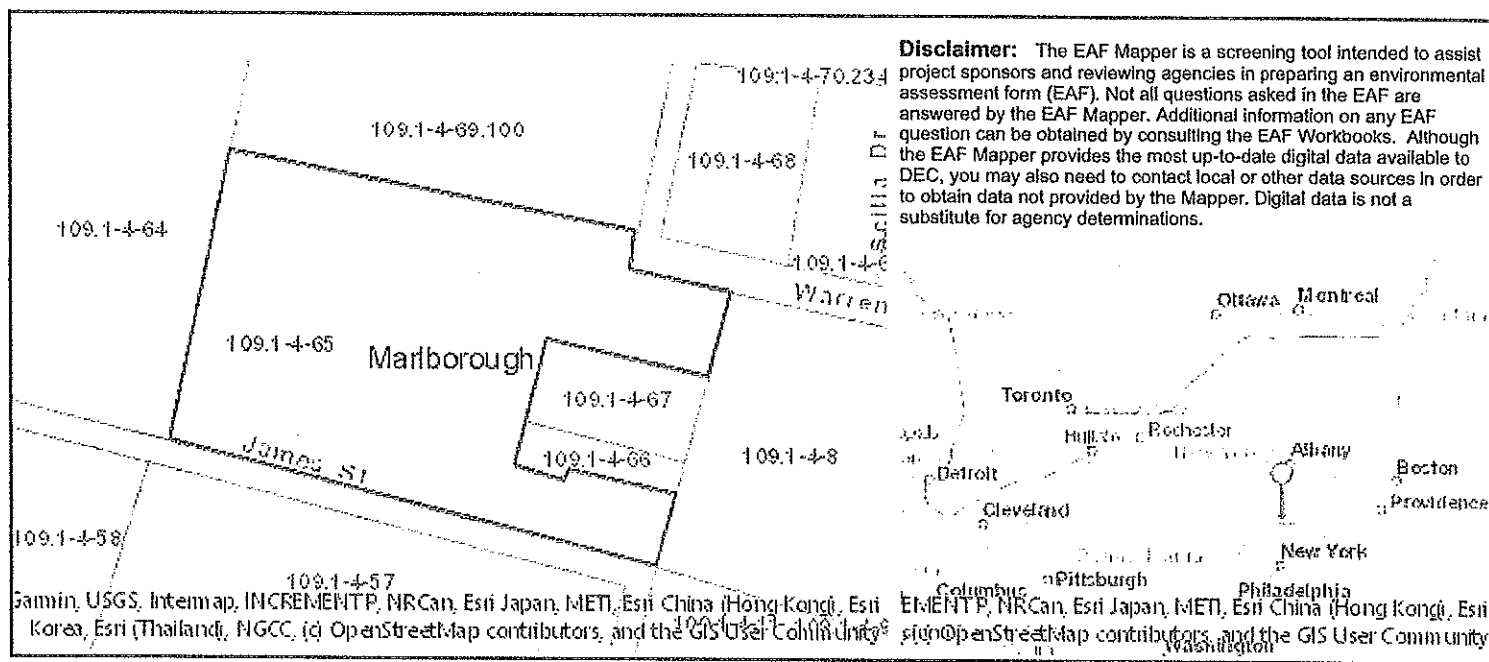 Disclaimer: The EAF Mapper is a screening tool intended to assist
project sponsors and reviewing agencies in preparing an environmental
assessment form (EAF). Not all questions asked in the EAF are
answered by the EAF Mapper. Additional information on any EAF
question can be obtained by consulting the EAF Workbooks. Although
the EAF Mapper provides the most up-to-date digital data available to
DEC, you may also need to contact local or other data sources in order
to obtain data not provided by the Mapper. Digital data is not a
substitute for agency determinations.
109.1-4-70.23
109.1-4-69.100
109.1-4-68
Dr
109.1-4-64
109.1-4-6
Warren
109.1-4-65
Marlborough
109.1-4-67
109.1-4-66
109.1-4-8
James St
109.1-4-58
109.1-4-57
Garmin, USGS, Intermap, INCREMENT P, NRCan, Esri Japan, METI, Esri China (Hong Kong), Esri
Korea, Esri (Thailand), NGCC, (c) OpenStreetMap contributors, and the GIS User Community
Ottawa
Montreal
Toronto
Rochester
Albany
Detroit
Boston
Cleveland
Providence
New York
Pittsburgh
Columbus
Philadelphia
EMENT P, NRCan, Esri Japan, METI, Esri China (Hong Kong), Esri
OpenStreetMap contributors, and the GIS User Community
Washington